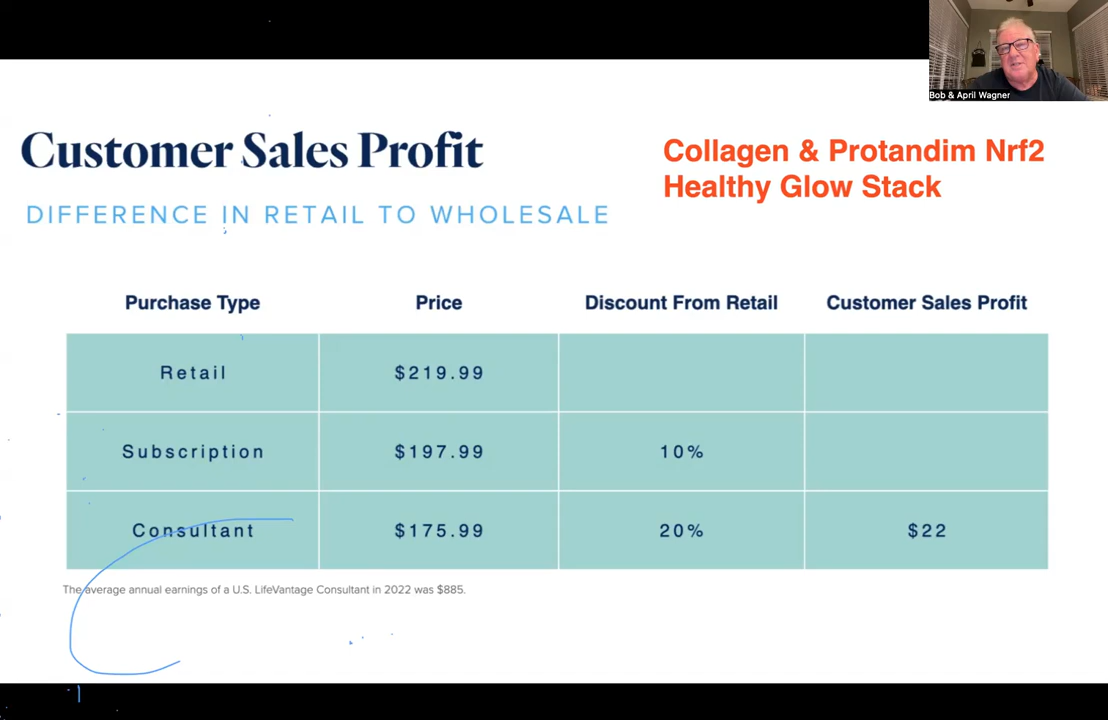 Bob & April Wagner
Customer Sales Profit
DIFFERENCE IN RETAIL TO WHOLESALE
Collagen & Protandim Nrf2
Healthy Glow Stack
Purchase Type Price Discount From Retail Customer Sales Profit
Retail $219.99
Subscription $197.99 10%
Consultant $175.99 20% $22
The average annual earnings of a U.S. LifeVantage Consultant in 2022 was $885.